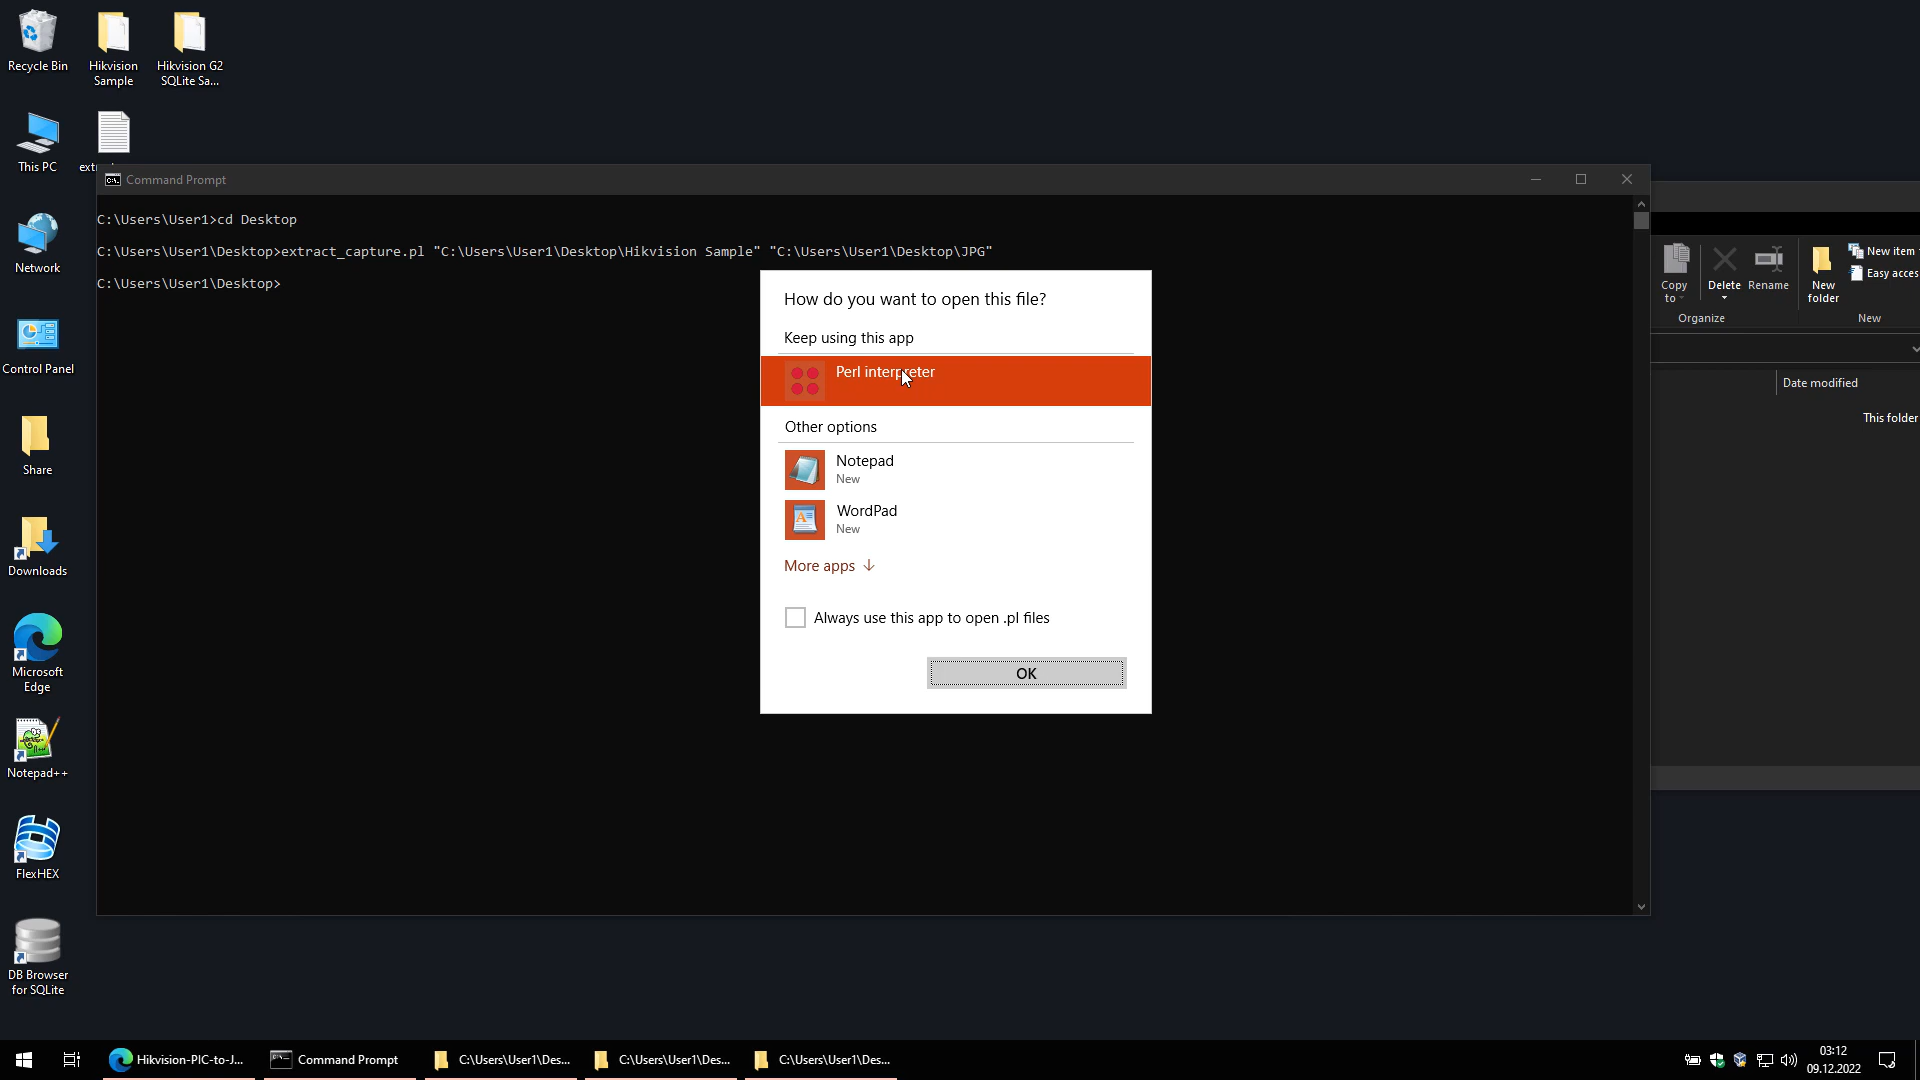 Recycle Bin
Hikvision
Sample
Hikvision G2
SQLite Sa...
This PC
Network
Control Panel
Share
Downloads
Microsoft
Edge
Notepad++
FlexHEX
DB Browser
for SQLite
Command Prompt
C:\Users\User1>cd Desktop
C:\Users\User1\Desktop>extract_capture.pl "C:\Users\User1\Desktop\Hikvision Sample" "C:\Users\User1\Desktop\JPG"
C:\Users\User1\Desktop>
How do you want to open this file?
Keep using this app
Perl interpreter
Other options
Notepad
New
WordPad
New
More apps
Always use this app to open .pl files
OK
Copy
to
Delete
Rename
New
folder
New item
Easy acces
Organize
New
Date modified
This folder
Hikvision-PIC-to-J...
Command Prompt
C:\Users\User1\Des...
C:\Users\User1\Des...
C:\Users\User1\Des...
03:12
09.12.2022